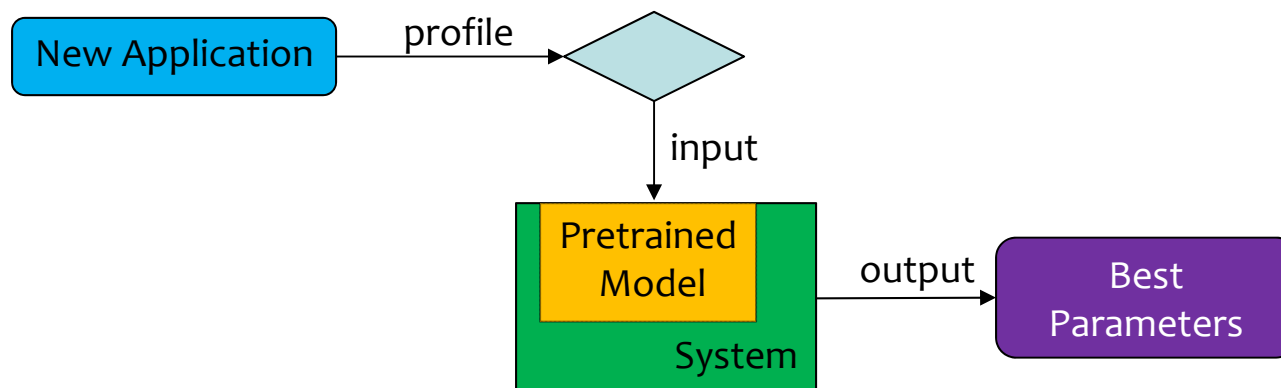 New Application
profile
input
Pretrained
Model
System
output
Best
Parameters